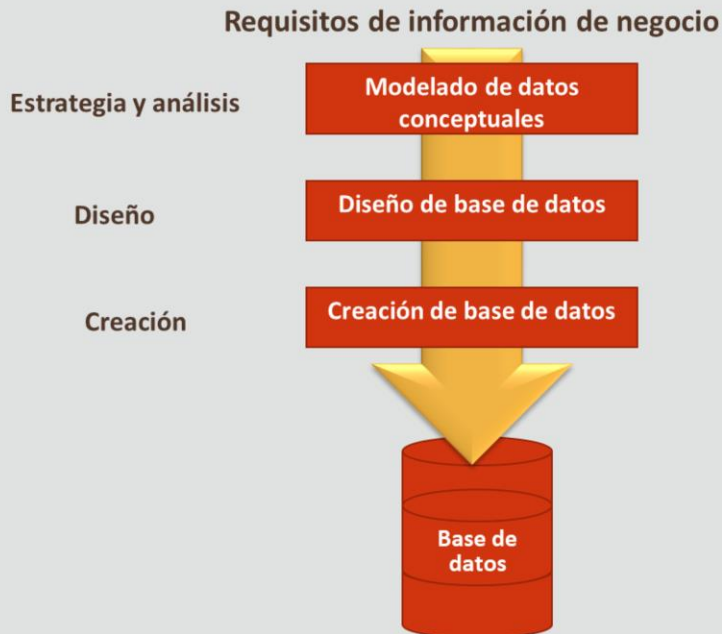 Requisitos de información de negocio
Estrategia y análisis
Modelado de datos
conceptuales
Diseño
Diseño de base de datos
Creación
Creación de base de datos
Base de
datos